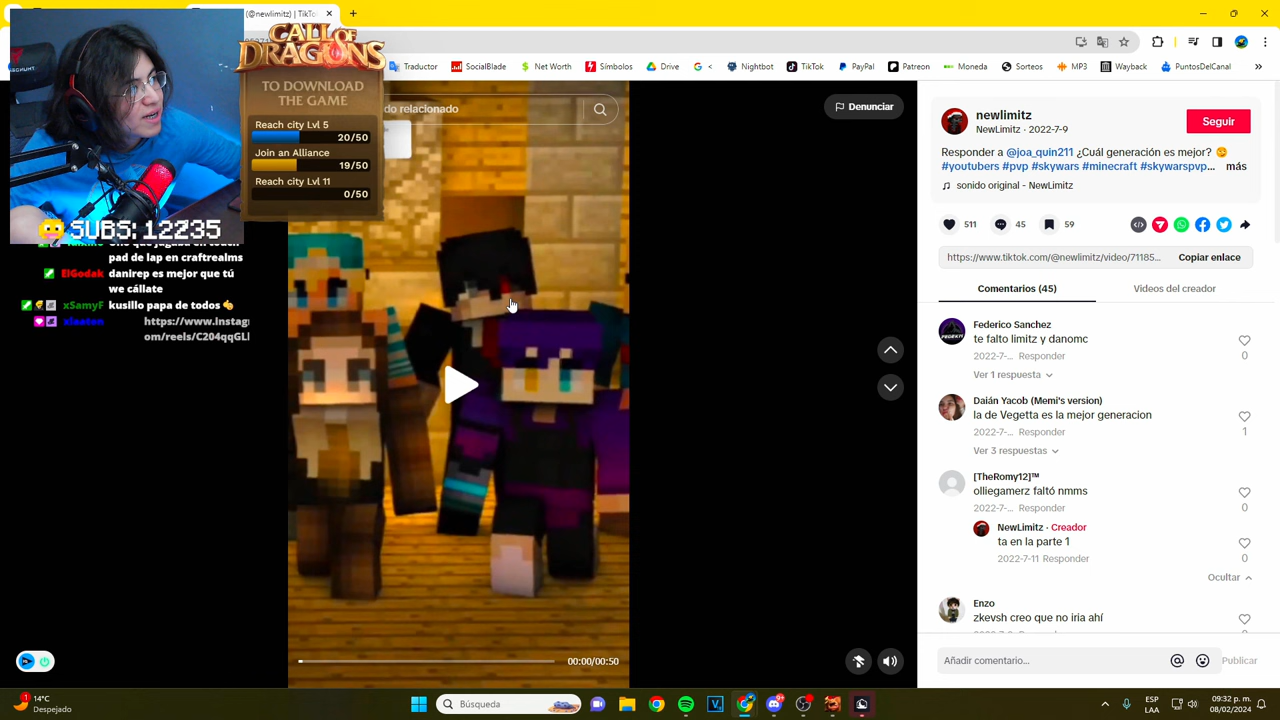 (@newlimitz) | TikTo
CALL OF
DRAGONS
TO DOWNLOAD
THE GAME
Reach city Lvl 5
20/50
Join an Alliance
19/50
Reach city Lvl 11
0/50
SUBS: 12235
pad de lap en craftrealms
ElGodak danirep es mejor que tú
we cállate
xSamyF kusillo papa de todos
xlaaten https://www.instag
om/reels/C204qqGLI
Traductor
SocialBlade
Net Worth
Símbolos
Drive
G <
Nightbot
TikTok
PayPal
Patreon
Moneda
Sorteos
MP3
Wayback
PuntosDelCanal
»
do relacionado
Denunciar
00:00/00:50
newlimitz
NewLimitz · 2022-7-9
Seguir
Responder a @joa_quin211 ¿Cuál generación es mejor?
#youtubers #pvp #skywars #minecraft #skywarspvp... más
sonido original - NewLimitz
511
45
59
https://www.tiktok.com/@newlimitz/video/71185...
Copiar enlace
Comentarios (45)
Videos del creador
Federico Sanchez
te falto limitz y danomc
0
2022-7-... Responder
Ver 1 respuesta
Daián Yacob (Memi's version)
la de Vegetta es la mejor generacion
1
2022-7-... Responder
Ver 3 respuestas
[TheRomy12]™
olliegamerz faltó nmms
0
2022-7-... Responder
NewLimitz · Creador
ta en la parte 1
0
2022-7-11 Responder
Ocultar
Enzo
zkevsh creo que no iria ahí
Añadir comentario...
Publicar
14°C
Despejado
Búsqueda
ESP
LAA
09:32 p. m.
08/02/2024